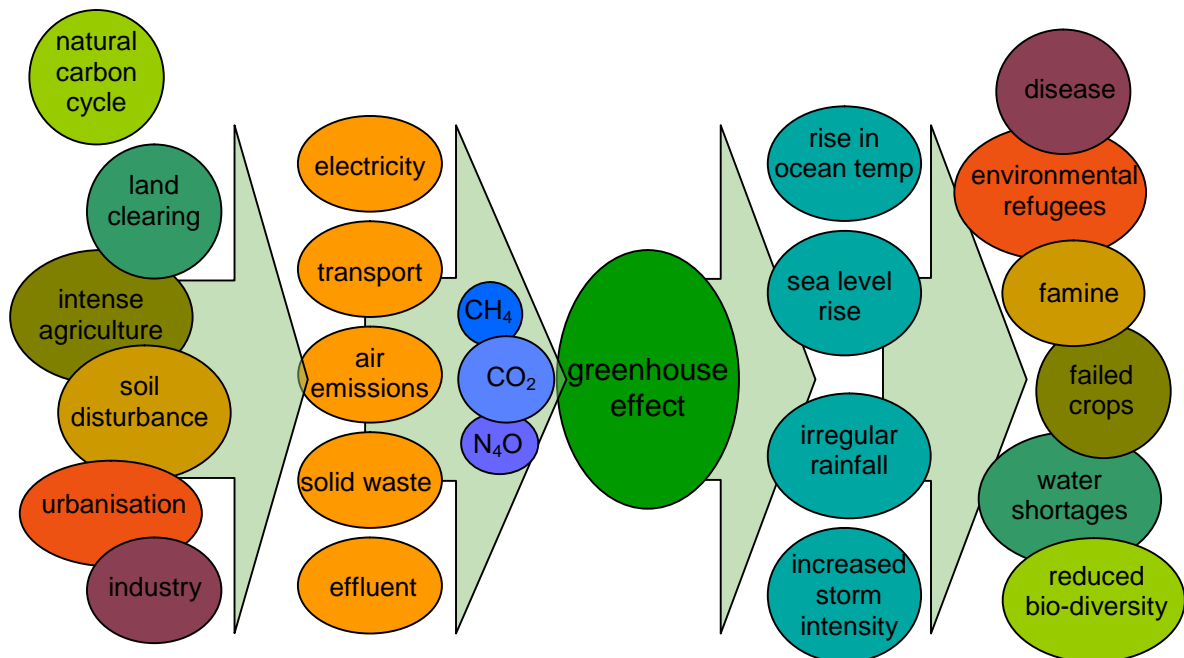 natural
carbon
cycle
land
clearing
intense
agriculture
soil
disturbance
urbanisation
industry
electricity
transport
air
emissions
solid waste
effluent
CH₄
CO₂
N₄O
greenhouse
effect
rise in
ocean temp
sea level
rise
irregular
rainfall
increased
storm
intensity
disease
environmental
refugees
famine
failed
crops
water
shortages
reduced
bio-diversity